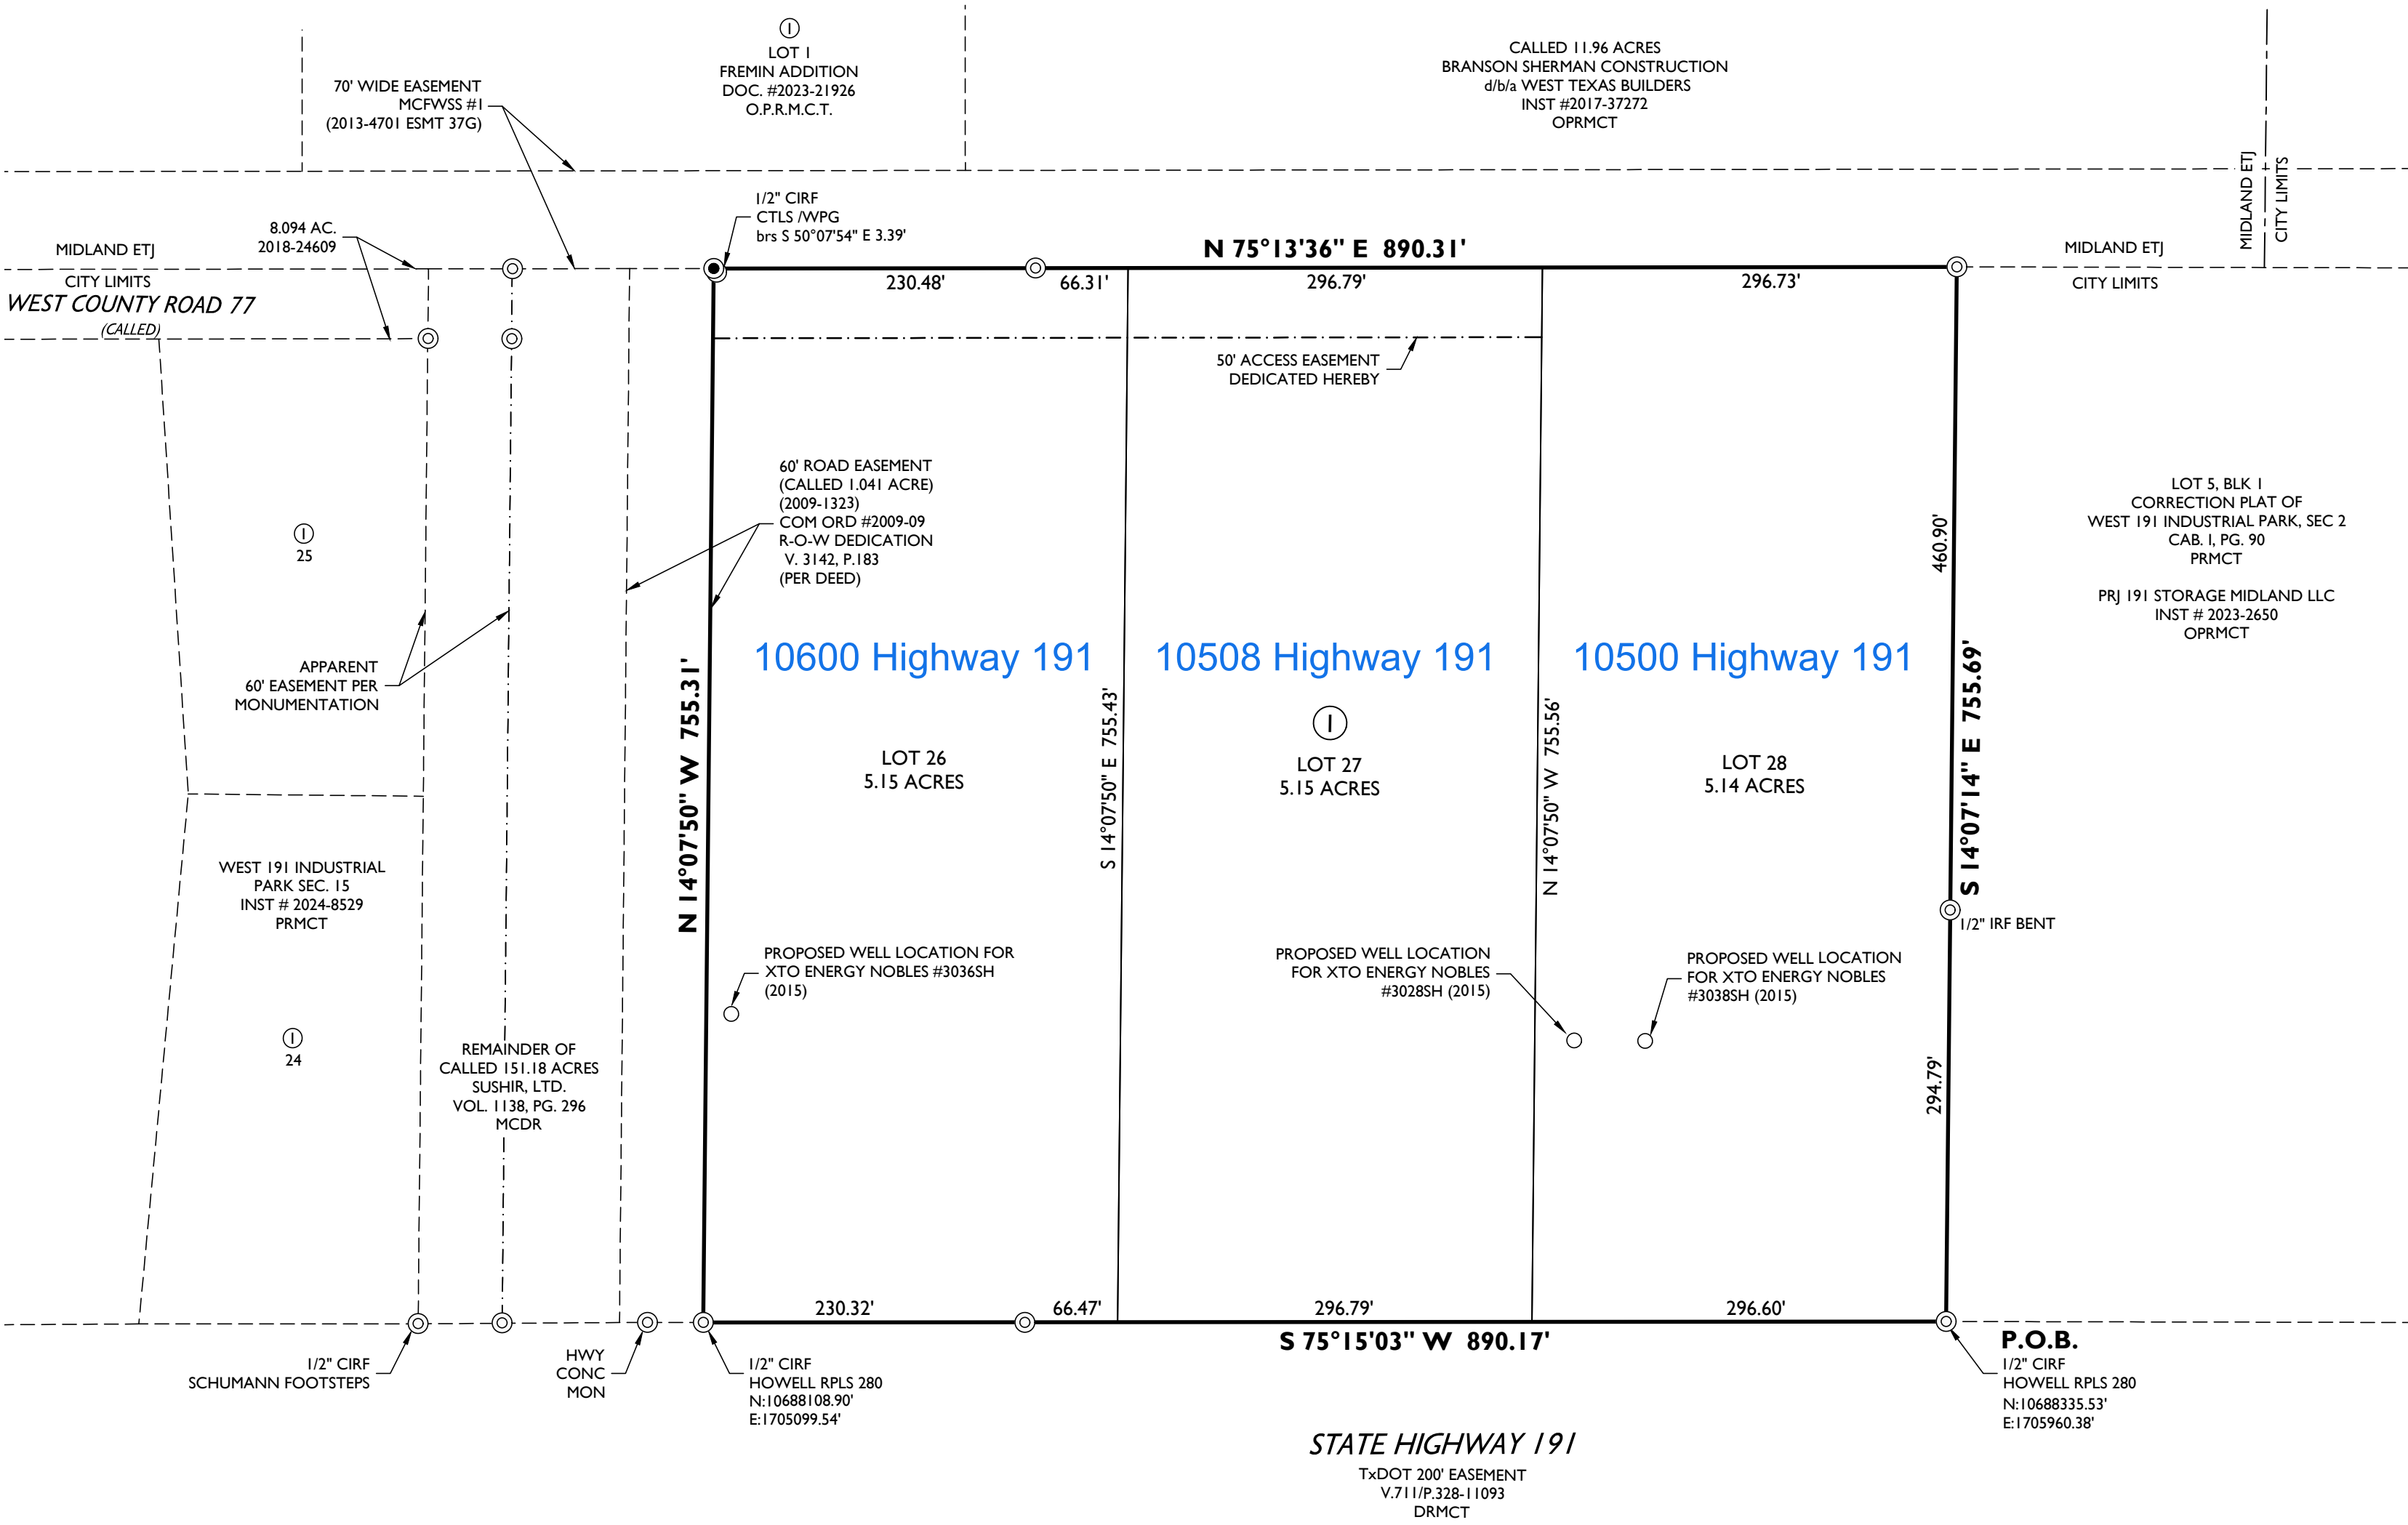 I
LOT 1
FREMIN ADDITION
DOC. #2023-21926
O.P.R.M.C.T.
CALLED 11.96 ACRES
BRANSON SHERMAN CONSTRUCTION
d/b/a WEST TEXAS BUILDERS
INST #2017-37272
OPRMCT
70' WIDE EASEMENT
MCFWSS #1
(2013-4701 ESMT 37G)
MIDLAND ETJ
CITY LIMITS
1/2" CIRF
CTLS /WPG
brs S 50°07'54" E 3.39'
8.094 AC.
2018-24609
MIDLAND ETJ
CITY LIMITS
WEST COUNTY ROAD 77
(CALLED)
N 75°13'36" E 890.31'
230.48'
66.31'
296.79'
296.73'
MIDLAND ETJ
CITY LIMITS
50' ACCESS EASEMENT
DEDICATED HEREBY
60' ROAD EASEMENT
(CALLED 1.041 ACRE)
(2009-1323)
COM ORD #2009-09
R-O-W DEDICATION
V. 3142, P.183
(PER DEED)
I
25
460.90'
LOT 5, BLK 1
CORRECTION PLAT OF
WEST 191 INDUSTRIAL PARK, SEC 2
CAB. I, PG. 90
PRMCT
PRJ 191 STORAGE MIDLAND LLC
INST # 2023-2650
OPRMCT
APPARENT
60' EASEMENT PER
MONUMENTATION
10600 Highway 191
10508 Highway 191
10500 Highway 191
N 14°07'50" W 755.31'
S 14°07'50" E 755.43'
N 14°07'50" W 755.56'
S 14°07'14" E 755.69'
I
LOT 26
5.15 ACRES
LOT 27
5.15 ACRES
LOT 28
5.14 ACRES
WEST 191 INDUSTRIAL
PARK SEC. 15
INST # 2024-8529
PRMCT
1/2" IRF BENT
PROPOSED WELL LOCATION FOR
XTO ENERGY NOBLES #3036SH
(2015)
PROPOSED WELL LOCATION
FOR XTO ENERGY NOBLES
#3028SH (2015)
PROPOSED WELL LOCATION
FOR XTO ENERGY NOBLES
#3038SH (2015)
I
24
REMAINDER OF
CALLED 151.18 ACRES
SUSHIR, LTD.
VOL. 1138, PG. 296
MCDR
294.79'
230.32'
66.47'
296.79'
296.60'
S 75°15'03" W 890.17'
1/2" CIRF
SCHUMANN FOOTSTEPS
HWY
CONC
MON
1/2" CIRF
HOWELL RPLS 280
N:10688108.90'
E:1705099.54'
P.O.B.
1/2" CIRF
HOWELL RPLS 280
N:10688335.53'
E:1705960.38'
STATE HIGHWAY 191
TxDOT 200' EASEMENT
V.711/P.328-11093
DRMCT